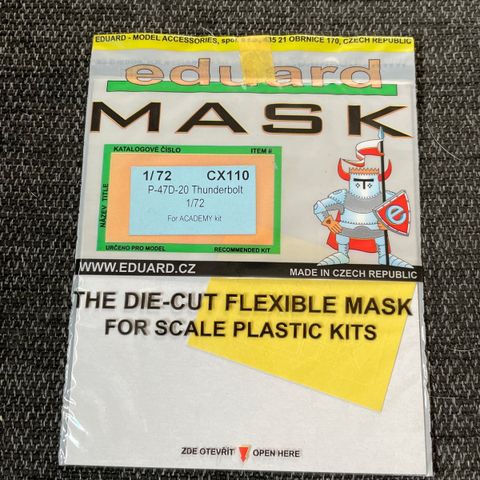 EDUARD - MODEL ACCESSORIES, 435 21 OBRNICE 170, CZECH REPUBLIC
eduard
MASK
KATALOGOVÉ ČÍSLO ITEM #
1/72 CX110
P-47D-20 Thunderbolt
1/72
For ACADEMY kit
NÁZEV TITLE
URČENO PRO MODEL RECOMMENDED KIT
e
WWW.EDUARD.CZ MADE IN CZECH REPUBLIC
THE DIE-CUT FLEXIBLE MASK
FOR SCALE PLASTIC KITS
ZDE OTEVŘÍT OPEN HERE